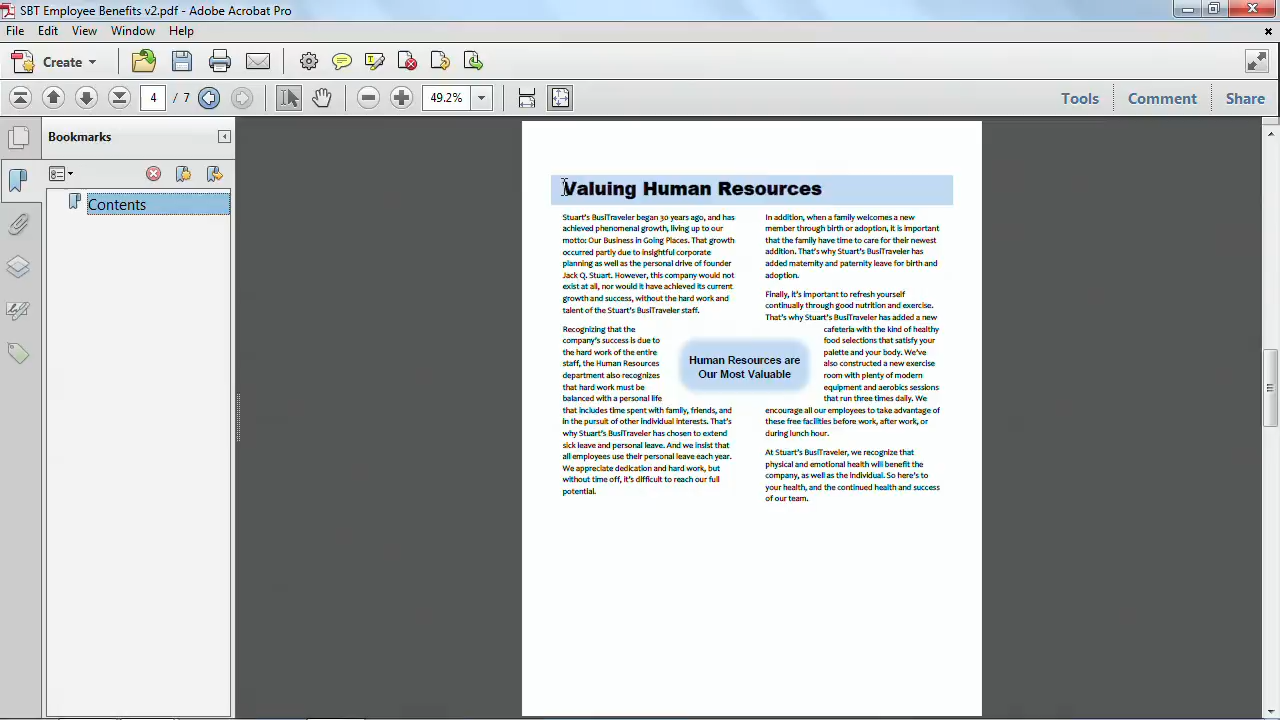 SBT Employee Benefits v2.pdf - Adobe Acrobat Pro
File Edit View Window Help
Create
4 / 7 49.2% Tools Comment Share
Bookmarks
Contents
Valuing Human Resources
Stuart's BusiTraveler began 30 years ago, and has
achieved phenomenal growth, living up to our
motto: Our Business in Going Places. That growth
occurred partly due to insightful corporate
planning as well as the personal drive of founder
Jack Q. Stuart. However, this company would not
exist at all, nor would it have achieved its current
growth and success, without the hard work and
talent of the Stuart's BusiTraveler staff.
Recognizing that the
company's success is due to
the hard work of the entire
staff, the Human Resources
department also recognizes
that hard work must be
balanced with a personal life
that includes time spent with family, friends, and
in the pursuit of other individual interests. That's
why Stuart's BusiTraveler has chosen to extend
sick leave and personal leave. And we insist that
all employees use their personal leave each year.
We appreciate dedication and hard work, but
without time off, it's difficult to reach our full
potential.
Human Resources are
Our Most Valuable
In addition, when a family welcomes a new
member through birth or adoption, it is important
that the family have time to care for their newest
addition. That's why Stuart's BusiTraveler has
added maternity and paternity leave for birth and
adoption.
Finally, it's important to refresh yourself
continually through good nutrition and exercise.
That's why Stuart's BusiTraveler has added a new
cafeteria with the kind of healthy
food selections that satisfy your
palette and your body. We've
also constructed a new exercise
room with plenty of modern
equipment and aerobics sessions
that run three times daily. We
encourage all our employees to take advantage of
these free facilities before work, after work, or
during lunch hour.
At Stuart's BusiTraveler, we recognize that
physical and emotional health will benefit the
company, as well as the individual. So here's to
your health, and the continued health and success
of our team.